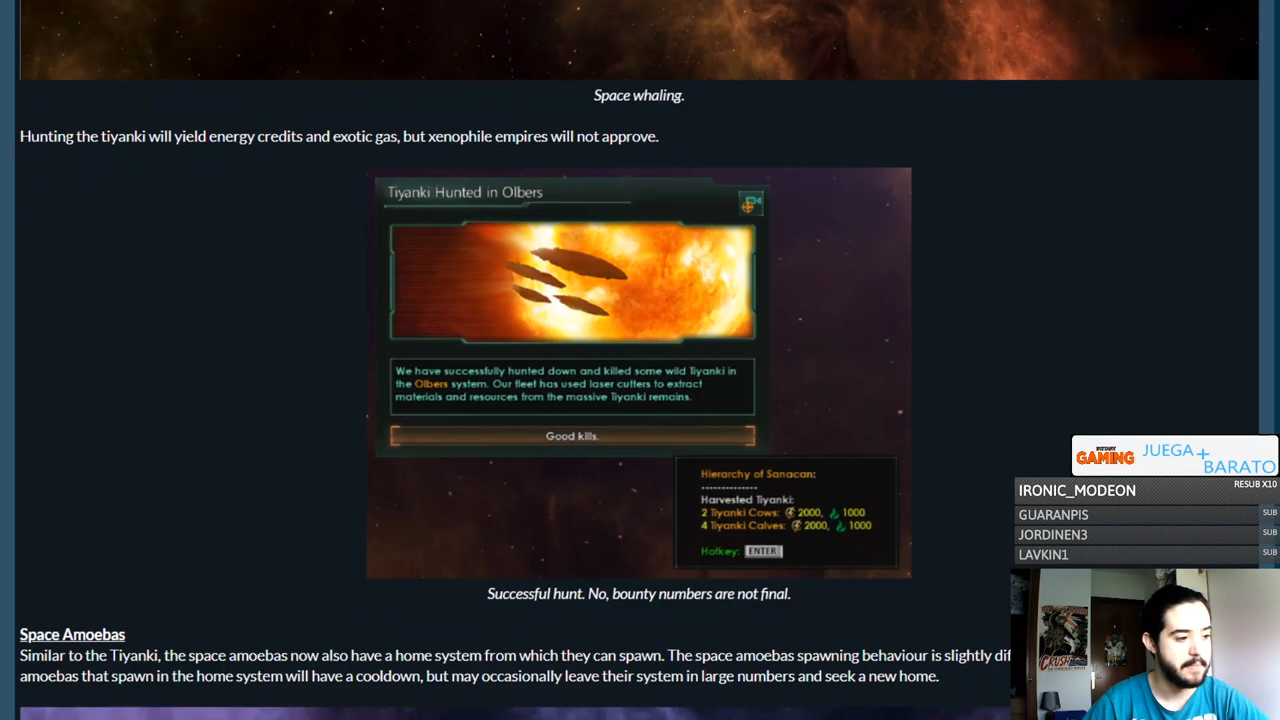 Space whaling.
Hunting the tiyanki will yield energy credits and exotic gas, but xenophile empires will not approve.
Tiyanki Hunted in Olbers
We have successfully hunted down and killed some wild Tiyanki in
the Olbers system. Our fleet has used laser cutters to extract
materials and resources from the massive Tiyanki remains.
Good kills.
Hierarchy of Sanacan:
--------------
Harvested Tiyanki:
2 Tiyanki Cows: 2000, 1000
4 Tiyanki Calves: 2000, 1000
Hotkey: ENTER
Successful hunt. No, bounty numbers are not final.
INSTANT
GAMING
JUEGA+
BARATO
IRONIC_MODEON RESUB X10
GUARANPIS SUB
JORDINEN3 SUB
LAVKIN1 SUB
Space Amoebas
Similar to the Tiyanki, the space amoebas now also have a home system from which they can spawn. The space amoebas spawning behaviour is slightly
amoebas that spawn in the home system will have a cooldown, but may occasionally leave their system in large numbers and seek a new home.
CRUSH